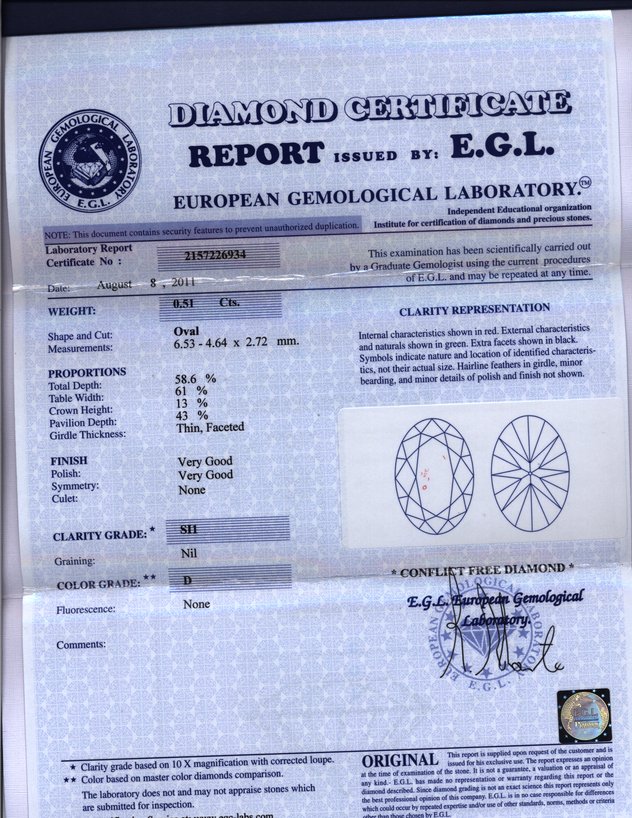 DIAMOND CERTIFICATE
REPORT ISSUED BY: E.G.L.
EUROPEAN GEMOLOGICAL LABORATORY.™
EUROPEAN GEMOLOGICAL LABORATORY
E.G.L.
Independent Educational organization
Institute for certification of diamonds and precious stones.
NOTE: This document contains security features to prevent unauthorized duplication.
Laboratory Report
Certificate No : 2157226934
Date: August 8 , 2011
WEIGHT: 0.51 Cts.
Shape and Cut: Oval
Measurements: 6.53 - 4.64 x 2.72 mm.
PROPORTIONS
Total Depth: 58.6 %
Table Width: 61 %
Crown Height: 13 %
Pavilion Depth: 43 %
Girdle Thickness: Thin, Faceted
FINISH
Polish: Very Good
Symmetry: Very Good
Culet: None
CLARITY GRADE: * SI1
Graining: Nil
COLOR GRADE: ** D
Fluorescence: None
Comments:
This examination has been scientifically carried out
by a Graduate Gemologist using the current procedures
of E.G.L. and may be repeated at any time.
CLARITY REPRESENTATION
Internal characteristics shown in red. External characteristics
and naturals shown in green. Extra facets shown in black.
Symbols indicate nature and location of identified characteris-
tics, not their actual size. Hairline feathers in girdle, minor
bearding, and minor details of polish and finish not shown.
* CONFLICT FREE DIAMOND *
E.G.L. European Gemological
Laboratory.
EUROPEAN GEMOLOGICAL LABORATORY
E.G.L.
E.G.L.
★ Clarity grade based on 10 X magnification with corrected loupe.
★★ Color based on master color diamonds comparison.
The laboratory does not and may not appraise stones which
are submitted for inspection.
ORIGINAL This report is supplied upon request of the customer and is
issued for his exclusive use. The report expresses an opinion
at the time of examination of the stone. It is not a guarantee, a valuation or an appraisal of
any kind.- E.G.L. has made no representation or warranty regarding this report or the
diamond described. Since diamond grading is not an exact science this report represents only
the best professional opinion of this company. E.G.L. is in no case responsible for differences
which could occur by repeated expertise and/or use of other standards, norms, methods or criteria
other than those chosen by E.G.L.